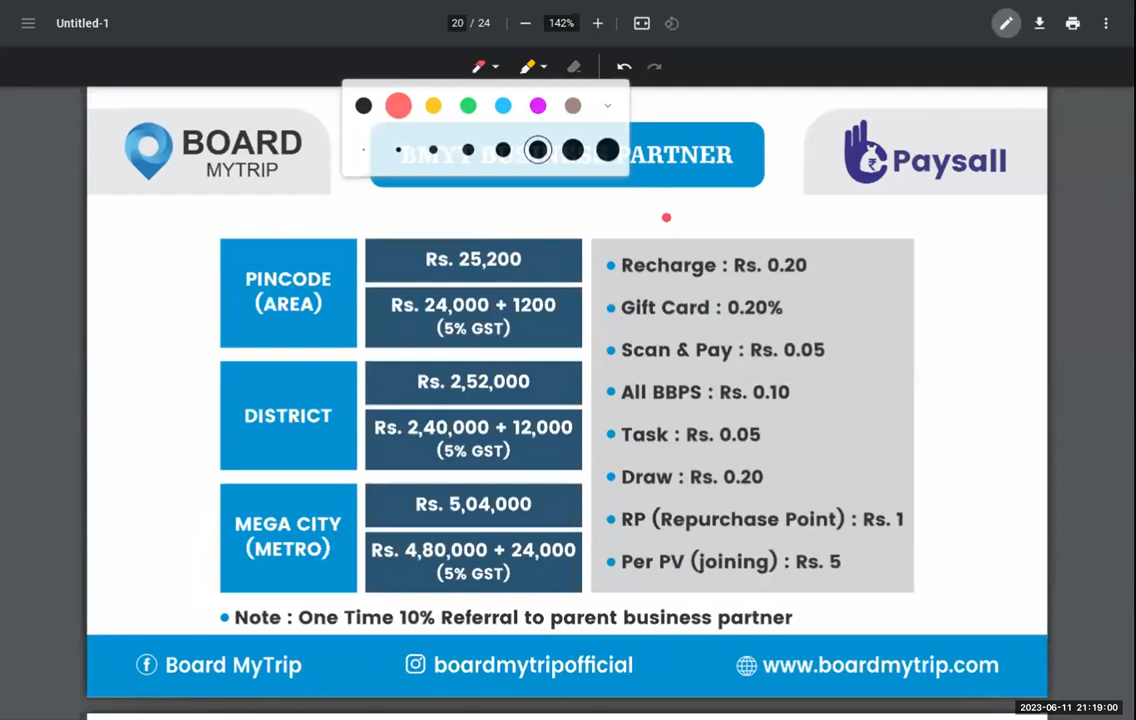 Untitled-1
20 / 24
142%
BOARD
MYTRIP
BMYT BUSINESS PARTNER
Paysall
PINCODE
(AREA)
Rs. 25,200
Rs. 24,000 + 1200
(5% GST)
DISTRICT
Rs. 2,52,000
Rs. 2,40,000 + 12,000
(5% GST)
MEGA CITY
(METRO)
Rs. 5,04,000
Rs. 4,80,000 + 24,000
(5% GST)
• Recharge : Rs. 0.20
• Gift Card : 0.20%
• Scan & Pay : Rs. 0.05
• All BBPS : Rs. 0.10
• Task : Rs. 0.05
• Draw : Rs. 0.20
• RP (Repurchase Point) : Rs. 1
• Per PV (joining) : Rs. 5
• Note : One Time 10% Referral to parent business partner
Board MyTrip
boardmytripofficial
www.boardmytrip.com
2023-06-11 21:19:00